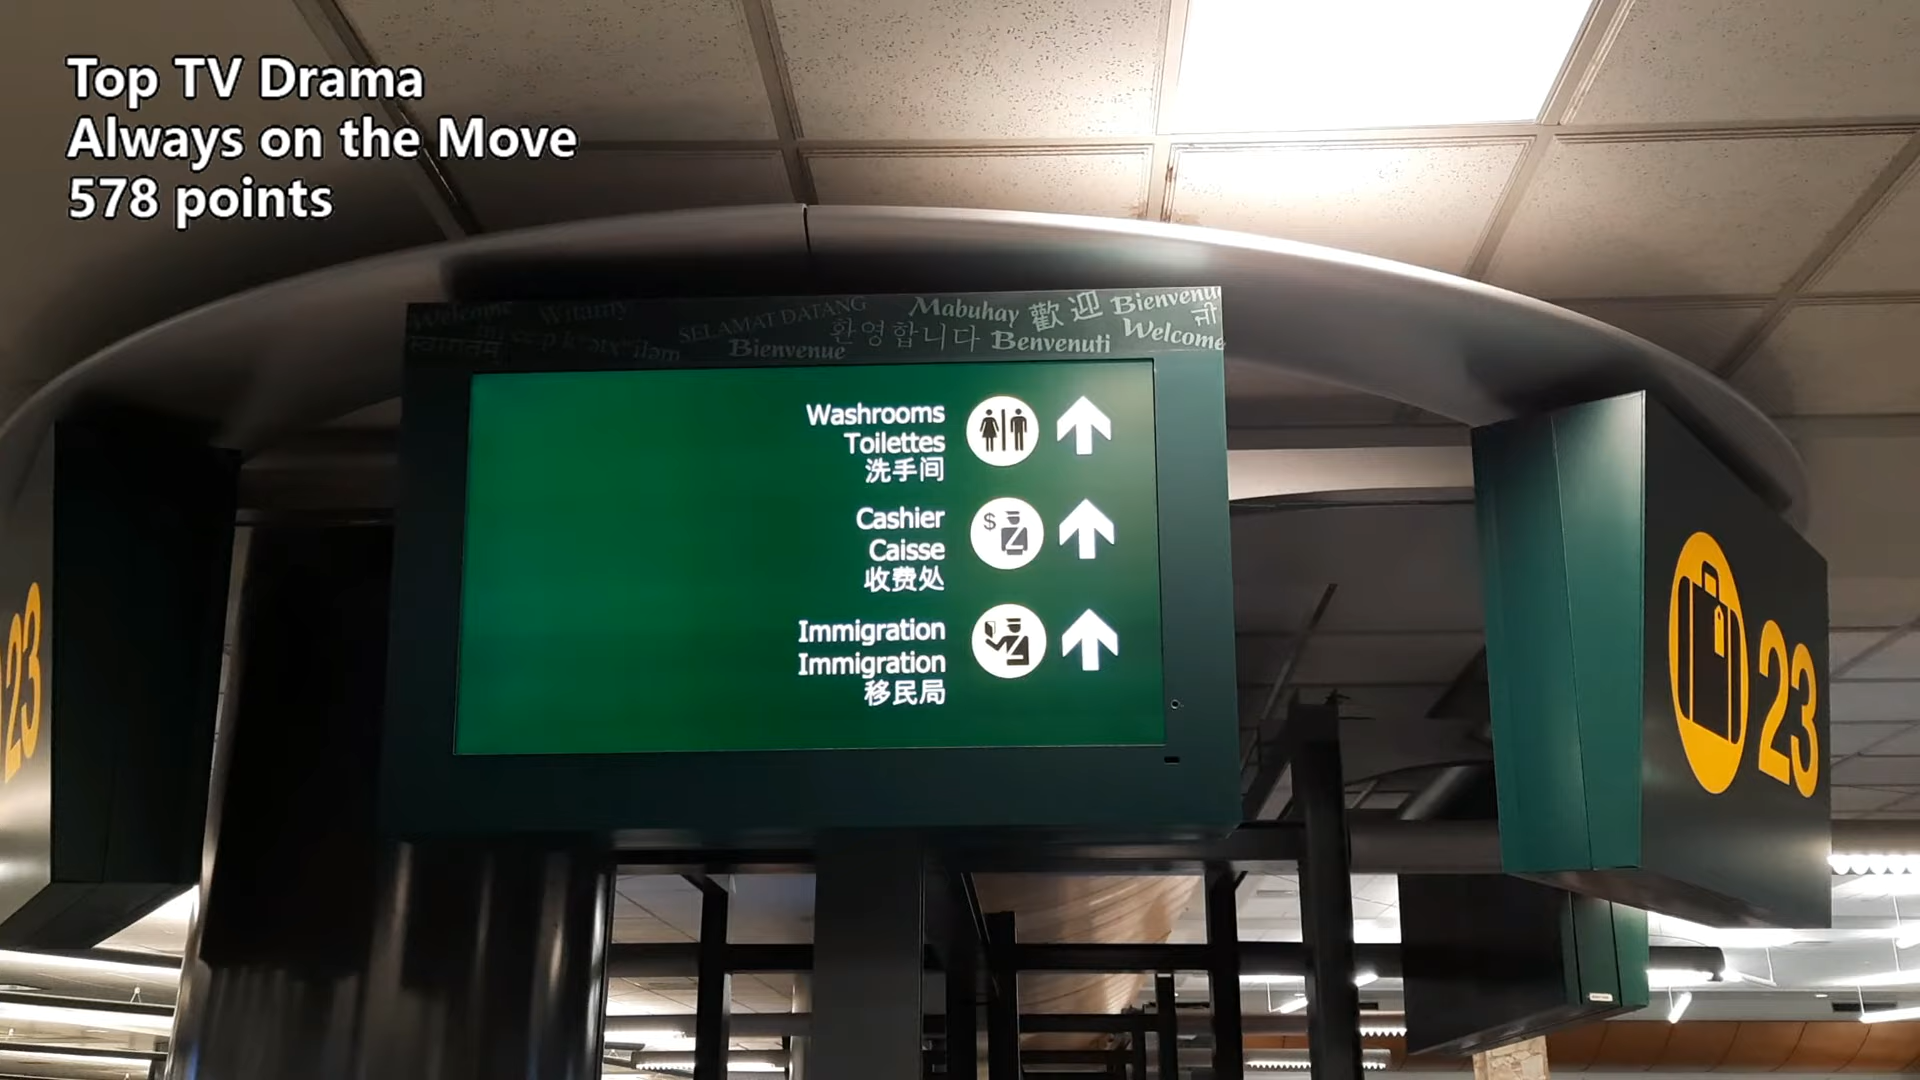 Top TV Drama
Always on the Move
578 points
Welcome
SELAMAT DATANG
Mabuhay
歡迎
Bienvenu
환영합니다
Bienvenue
Benvenuti
Welcome
Washrooms
Toilettes
洗手间
Cashier
Caisse
收费处
$
Immigration
Immigration
移民局
23
23